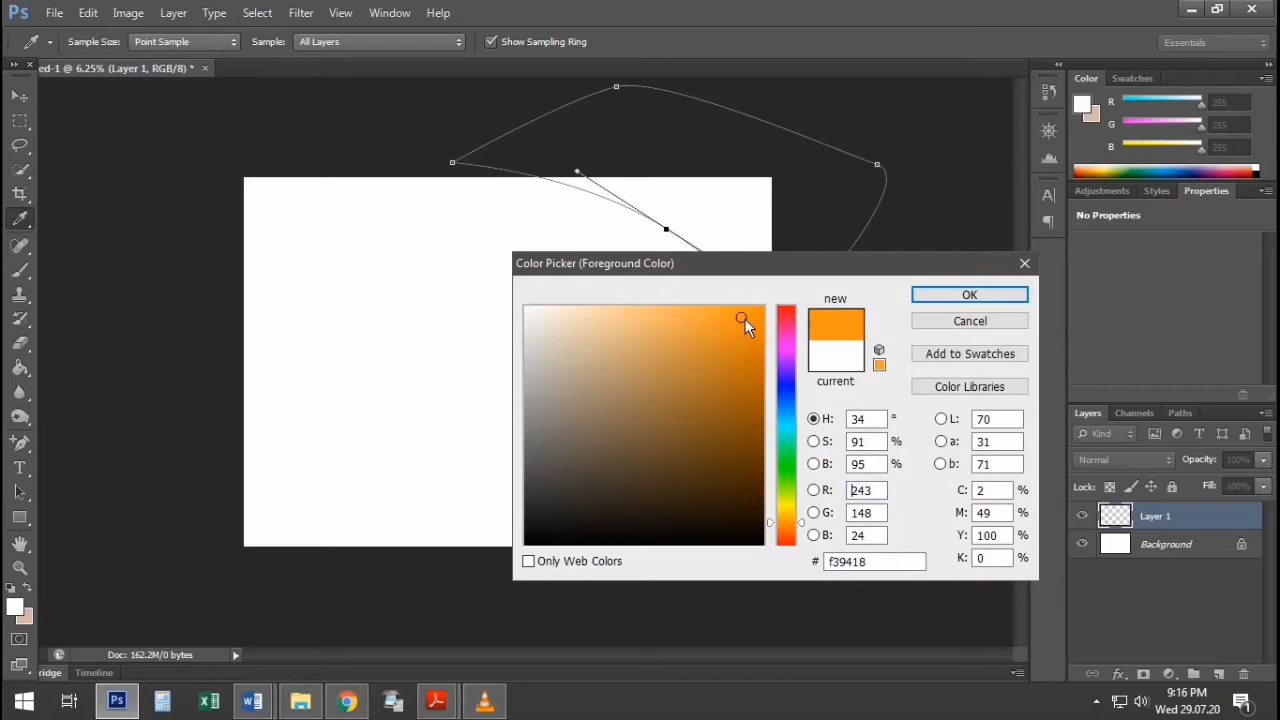 Ps File Edit Image Layer Type Select Filter View Window Help
Sample Size: Point Sample Sample: All Layers Show Sampling Ring Essentials
ed-1 @ 6.25% (Layer 1, RGB/8) * ×
Color Swatches
R 255
G 255
B 255
Adjustments Styles Properties
No Properties
Color Picker (Foreground Color)
new
current
OK
Cancel
Add to Swatches
Color Libraries
H: 34 ° L: 70
S: 91 % a: 31
B: 95 % b: 71
R: 243 C: 2 %
G: 148 M: 49 %
B: 24 Y: 100 %
# f39418 K: 0 %
Only Web Colors
Layers Channels Paths
Kind
Normal Opacity: 100%
Lock: Fill: 100%
Layer 1
Background
Doc: 162.2M/0 bytes
ridge Timeline
Ps
9:16 PM
Wed 29.07.20
1